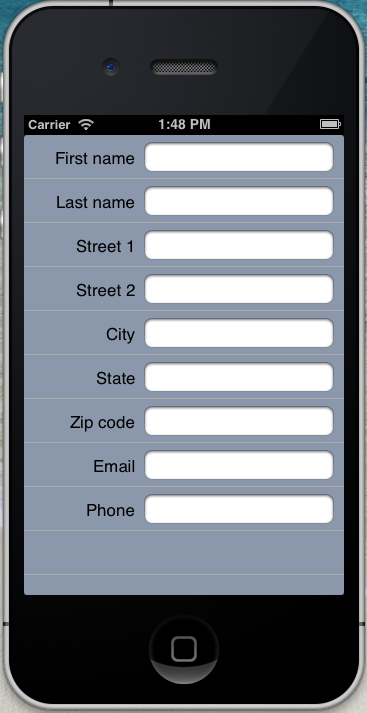 Carrier 1:48 PM
First name
Last name
Street 1
Street 2
City
State
Zip code
Email
Phone